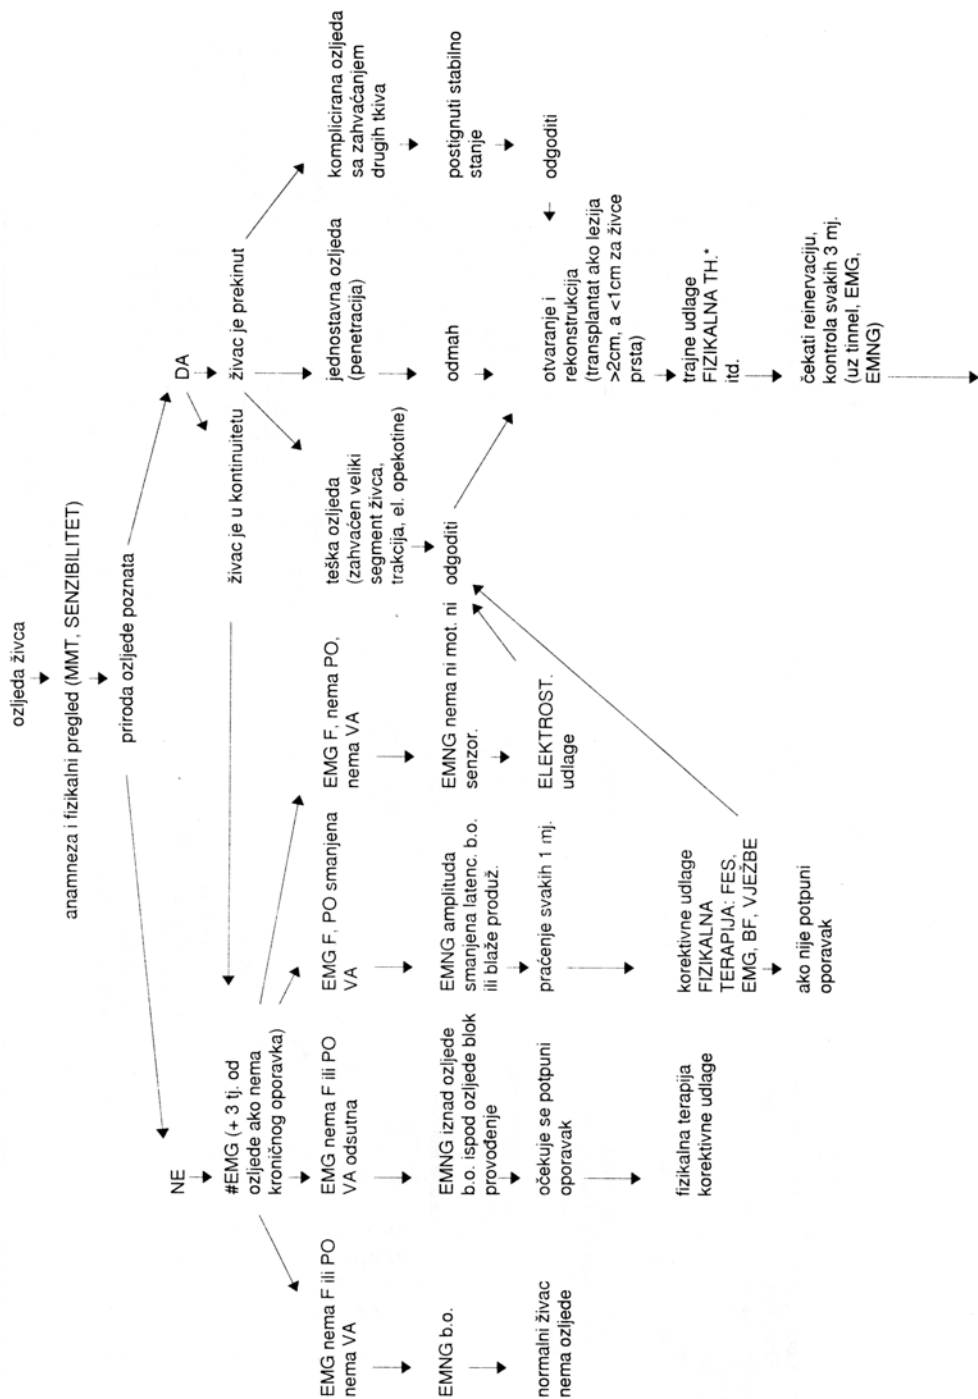 ozljeda živca
anamneza i fizikalni pregled (MMT, SENZIBILITET)
priroda ozljede poznata
NE
DA
živac je u kontinuitetu
živac je prekinut
#EMG (+ 3 tj. od
ozljede ako nema
kroničnog oporavka)
EMG nema F ili PO
nema VA
EMG nema F ili PO
VA odsutna
EMG F, PO smanjena
VA
EMG F, nema PO,
nema VA
teška ozljeda
(zahvaćen veliki
segment živca,
trakcija, el. opekotine)
jednostavna ozljeda
(penetracija)
komplicirana ozljeda
sa zahvaćanjem
drugih tkiva
EMNG b.o.
EMNG iznad ozljede
b.o. ispod ozljede blok
provođenje
EMNG amplituda
smanjena latenc. b.o.
ili blaže produž.
EMNG nema ni mot. ni
senzor.
odgoditi
odmah
postignuti stabilno
stanje
normalni živac
nema ozljede
očekuje se potpuni
oporavak
praćenje svakih 1 mj.
ELEKTROST.
udlage
otvaranje i
rekonstrukcija
(transplantat ako lezija
>2cm, a <1cm za živce
prsta)
odgoditi
fizikalna terapija
korektivne udlage
korektivne udlage
FIZIKALNA
TERAPIJA: FES,
EMG, BF, VJEŽBE
trajne udlage
FIZIKALNA TH.*
itd.
ako nije potpuni
oporavak
čekati reinervaciju,
kontrola svakih 3 mj.
(uz tinnel, EMG,
EMNG)